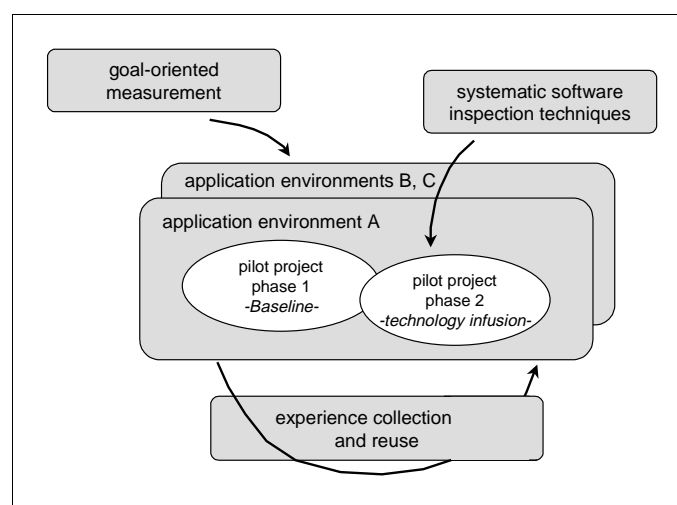 goal-oriented
measurement
systematic software
inspection techniques
application environments B, C
application environment A
pilot project
phase 1
-Baseline-
pilot project
phase 2
-technology infusion-
experience collection
and reuse